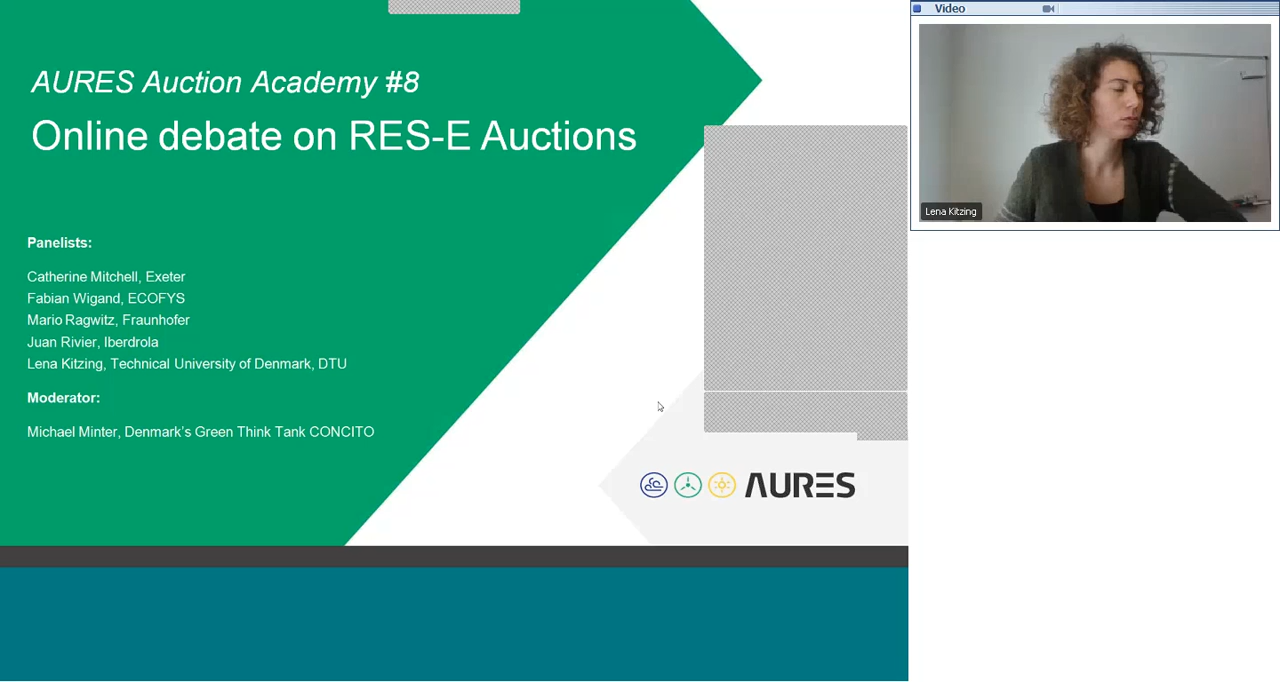 AURES Auction Academy #8
Online debate on RES-E Auctions
Panelists:
Catherine Mitchell, Exeter
Fabian Wigand, ECOFYS
Mario Ragwitz, Fraunhofer
Juan Rivier, Iberdrola
Lena Kitzing, Technical University of Denmark, DTU
Moderator:
Michael Minter, Denmark's Green Think Tank CONCITO
AURES
Video
Lena Kitzing